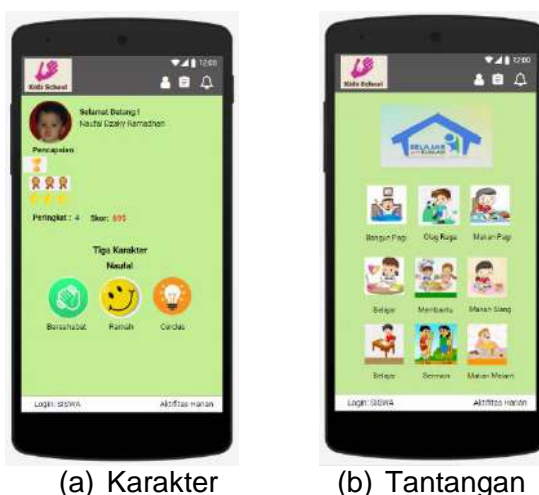 12:00
Kids School
Selamat Datang !
Naufal Dzaky Ramadhan
Pencapaian
Peringkat : 4 Skor: 695
Tiga Karakter
Naufal
Bersahabat Ramah Cerdas
Login: SISWA Aktifitas Harian
(a) Karakter
12:00
Kids School
BELAJAR
Bangun Pagi Olag Raga Makan Pagi
Belajar Membantu Makan Siang
Belajar Bermain Makan Malam
Login: SISWA Aktifitas Harian
(b) Tantangan